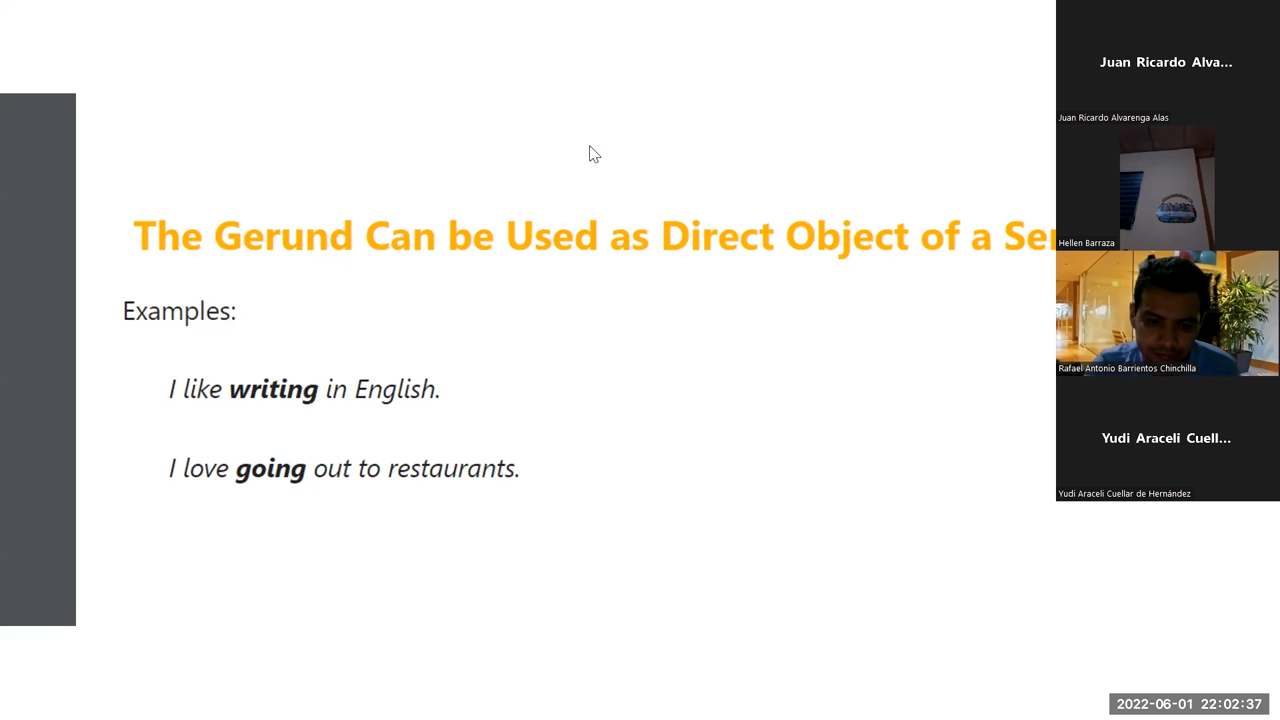 Juan Ricardo Alva...
Juan Ricardo Alvarenga Alas
Hellen Barraza
The Gerund Can be Used as Direct Object of a Se
Examples:
Rafael Antonio Barrientos Chinchilla
I like writing in English.
Yudi Araceli Cuell...
I love going out to restaurants.
Yudi Araceli Cuellar de Hernández
2022-06-01 22:02:37